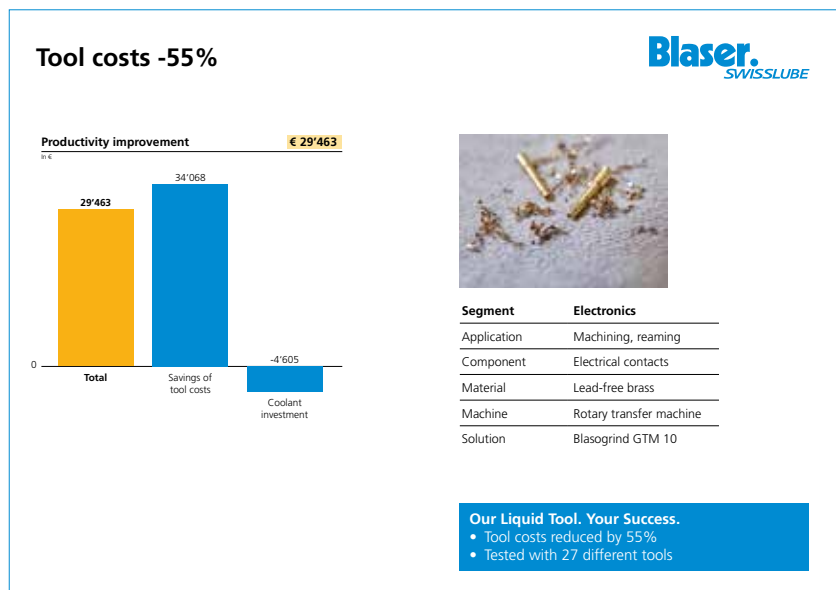 Tool costs -55%
Blaser.
SWISSLUBE
Productivity improvement € 29’463
in €
34’068
29’463
-4’605
0
Total
Savings of
tool costs
Coolant
investment
Segment Electronics
Application Machining, reaming
Component Electrical contacts
Material Lead-free brass
Machine Rotary transfer machine
Solution Blasogrind GTM 10
Our Liquid Tool. Your Success.
• Tool costs reduced by 55%
• Tested with 27 different tools